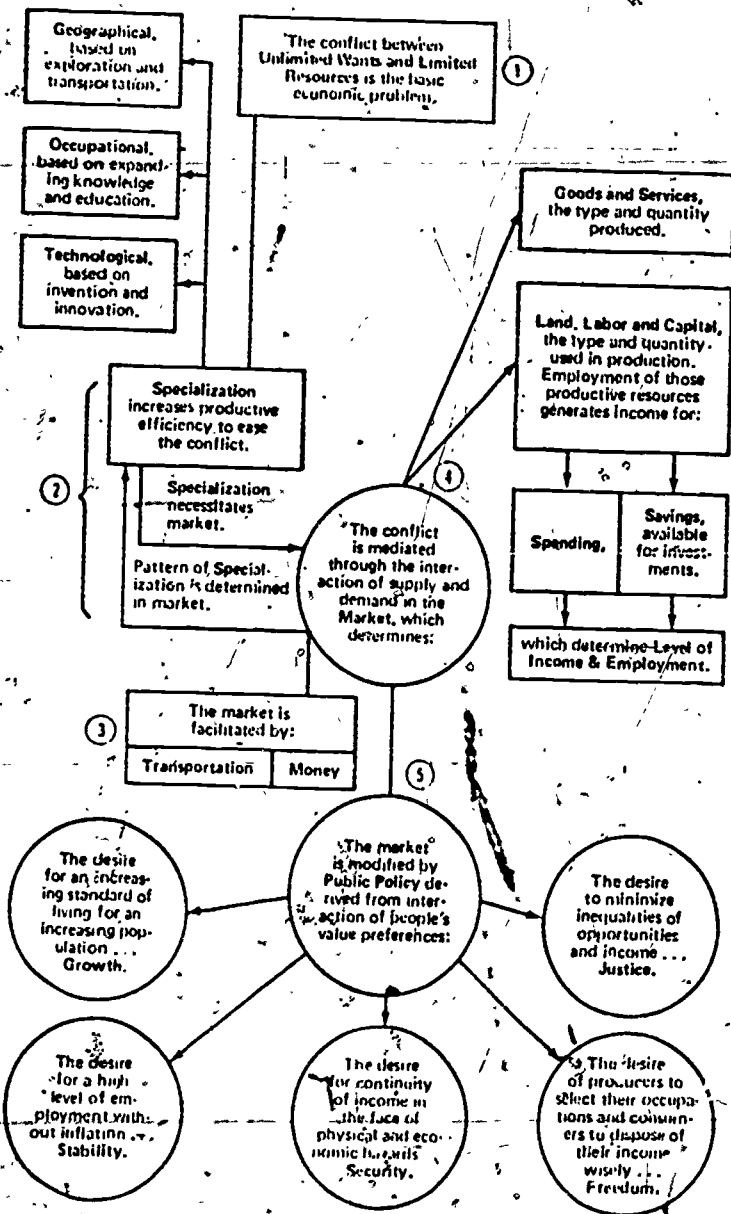 Geographical,
based on
exploration and
transportation.
The conflict between
Unlimited Wants and Limited
Resources is the basic
economic problem.
1
Occupational,
based on expand-
ing knowledge
and education.
Technological,
based on
invention and
innovation.
Goods and Services,
the type and quantity
produced.
Land, Labor and Capital,
the type and quantity
used in production.
Employment of those
productive resources
generates Income for:
Specialization
increases productive
efficiency to ease
the conflict.
2
Specialization
necessitates
market.
Pattern of Special-
ization is determined
in market.
4
The conflict
is mediated
through the inter-
action of supply and
demand in the
Market, which
determines:
Spending,
Savings,
available
for invest-
ments.
which determine Level of
Income & Employment.
3
The market is
facilitated by:
Transportation
Money
5
The market
is modified by
Public Policy de-
rived from inter-
action of people's
value preferences:
The desire
for an increas-
ing standard of
living for an
increasing pop-
ulation ...
Growth.
The desire
to minimize
inequalities of
opportunities
and income ...
Justice.
The desire
for a high
level of em-
ployment with-
out inflation ...
Stability.
The desire
for continuity
of income in
the face of
physical and eco-
nomic hazards
Security.
The desire
of producers to
select their occupa-
tions and consum-
ers to dispose of
their income
wisely ...
Freedom.